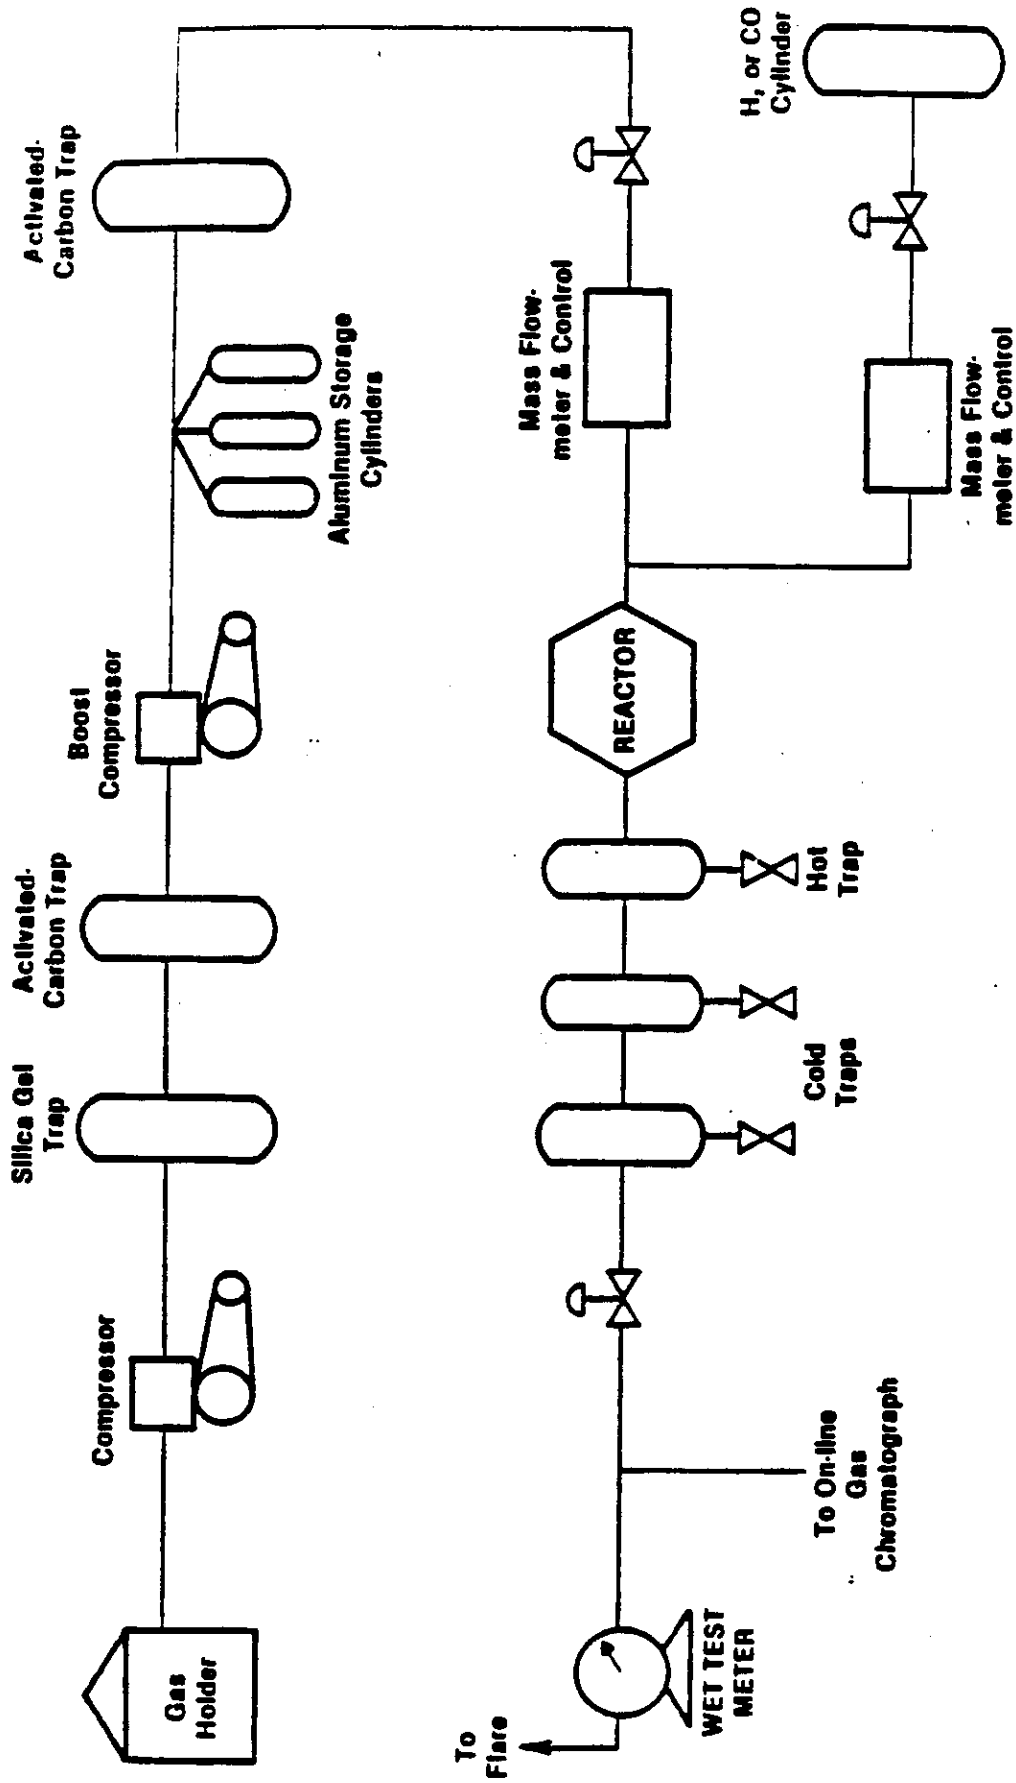 Gas
Holder
Compressor
Silica Gel
Trap
Activated-
Carbon Trap
Boost
Compressor
Aluminum Storage
Cylinders
Activated-
Carbon Trap
To
Flare
WET TEST
METER
To On-line
Gas
Chromatograph
Cold
Traps
Hot
Trap
REACTOR
Mass Flow-
meter & Control
Mass Flow-
meter & Control
H, or CO
Cylinder